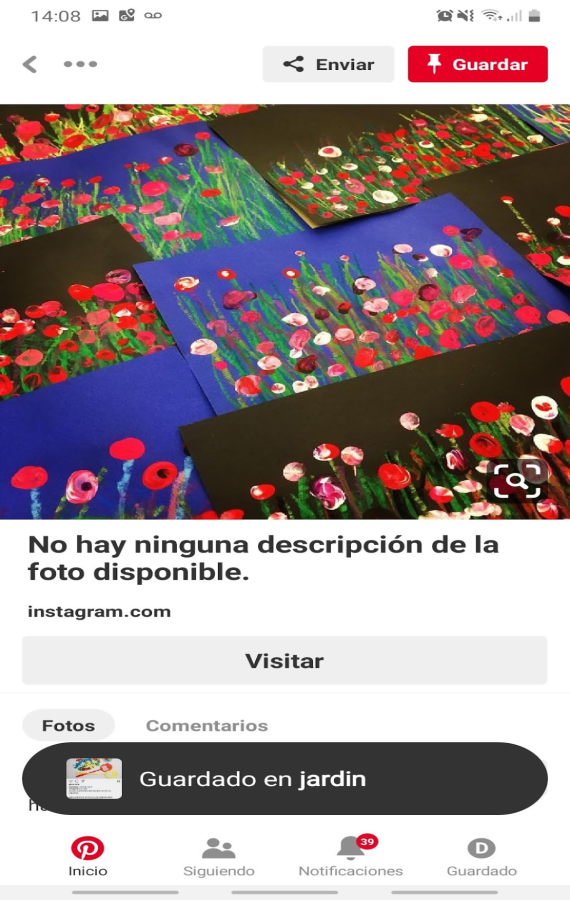 14:08
Enviar
Guardar
No hay ninguna descripción de la
foto disponible.
instagram.com
Visitar
Fotos
Comentarios
Guardado en jardin
39
Inicio
Siguiendo
Notificaciones
D
Guardado